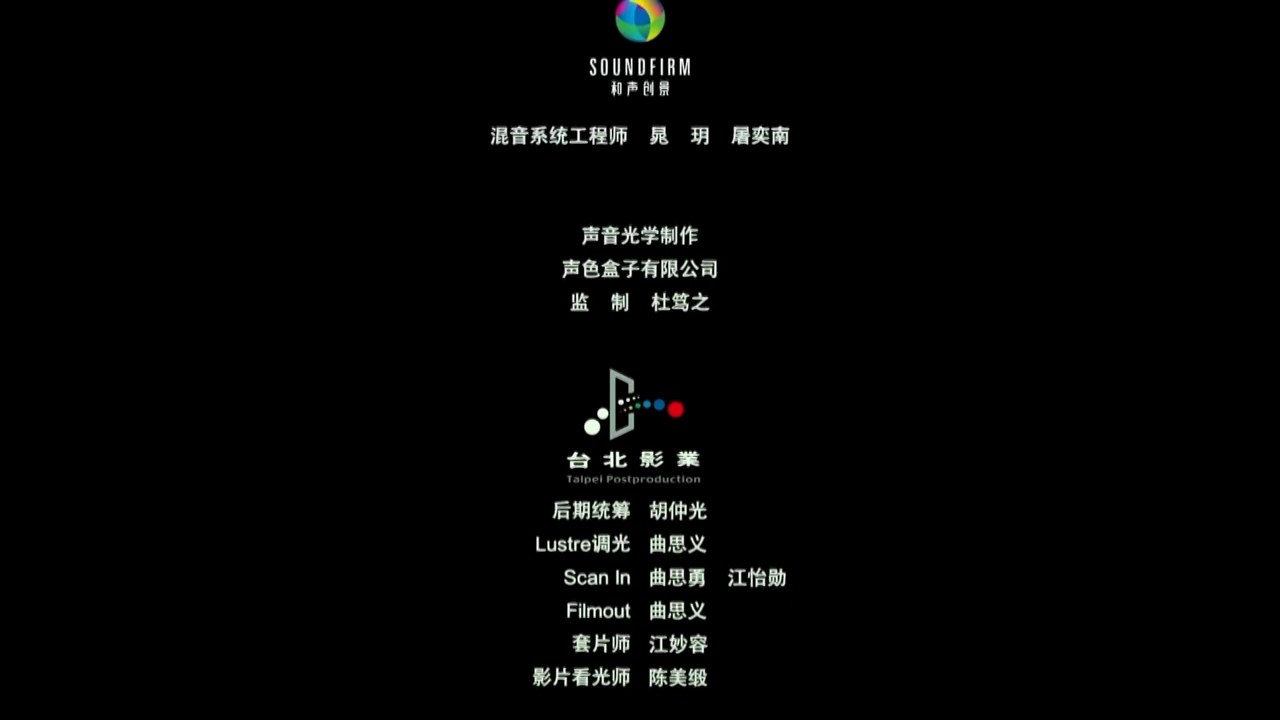 SOUNDFIRM
和声创景
混音系统工程师 晁 玥 屠奕南
声音光学制作
声色盒子有限公司
监 制 杜笃之
台北影業
Taipei Postproduction
后期统筹 胡仲光
Lustre调光 曲思义
Scan In 曲思勇 江怡勋
Filmout 曲思义
套片师 江妙容
影片看光师 陈美缎